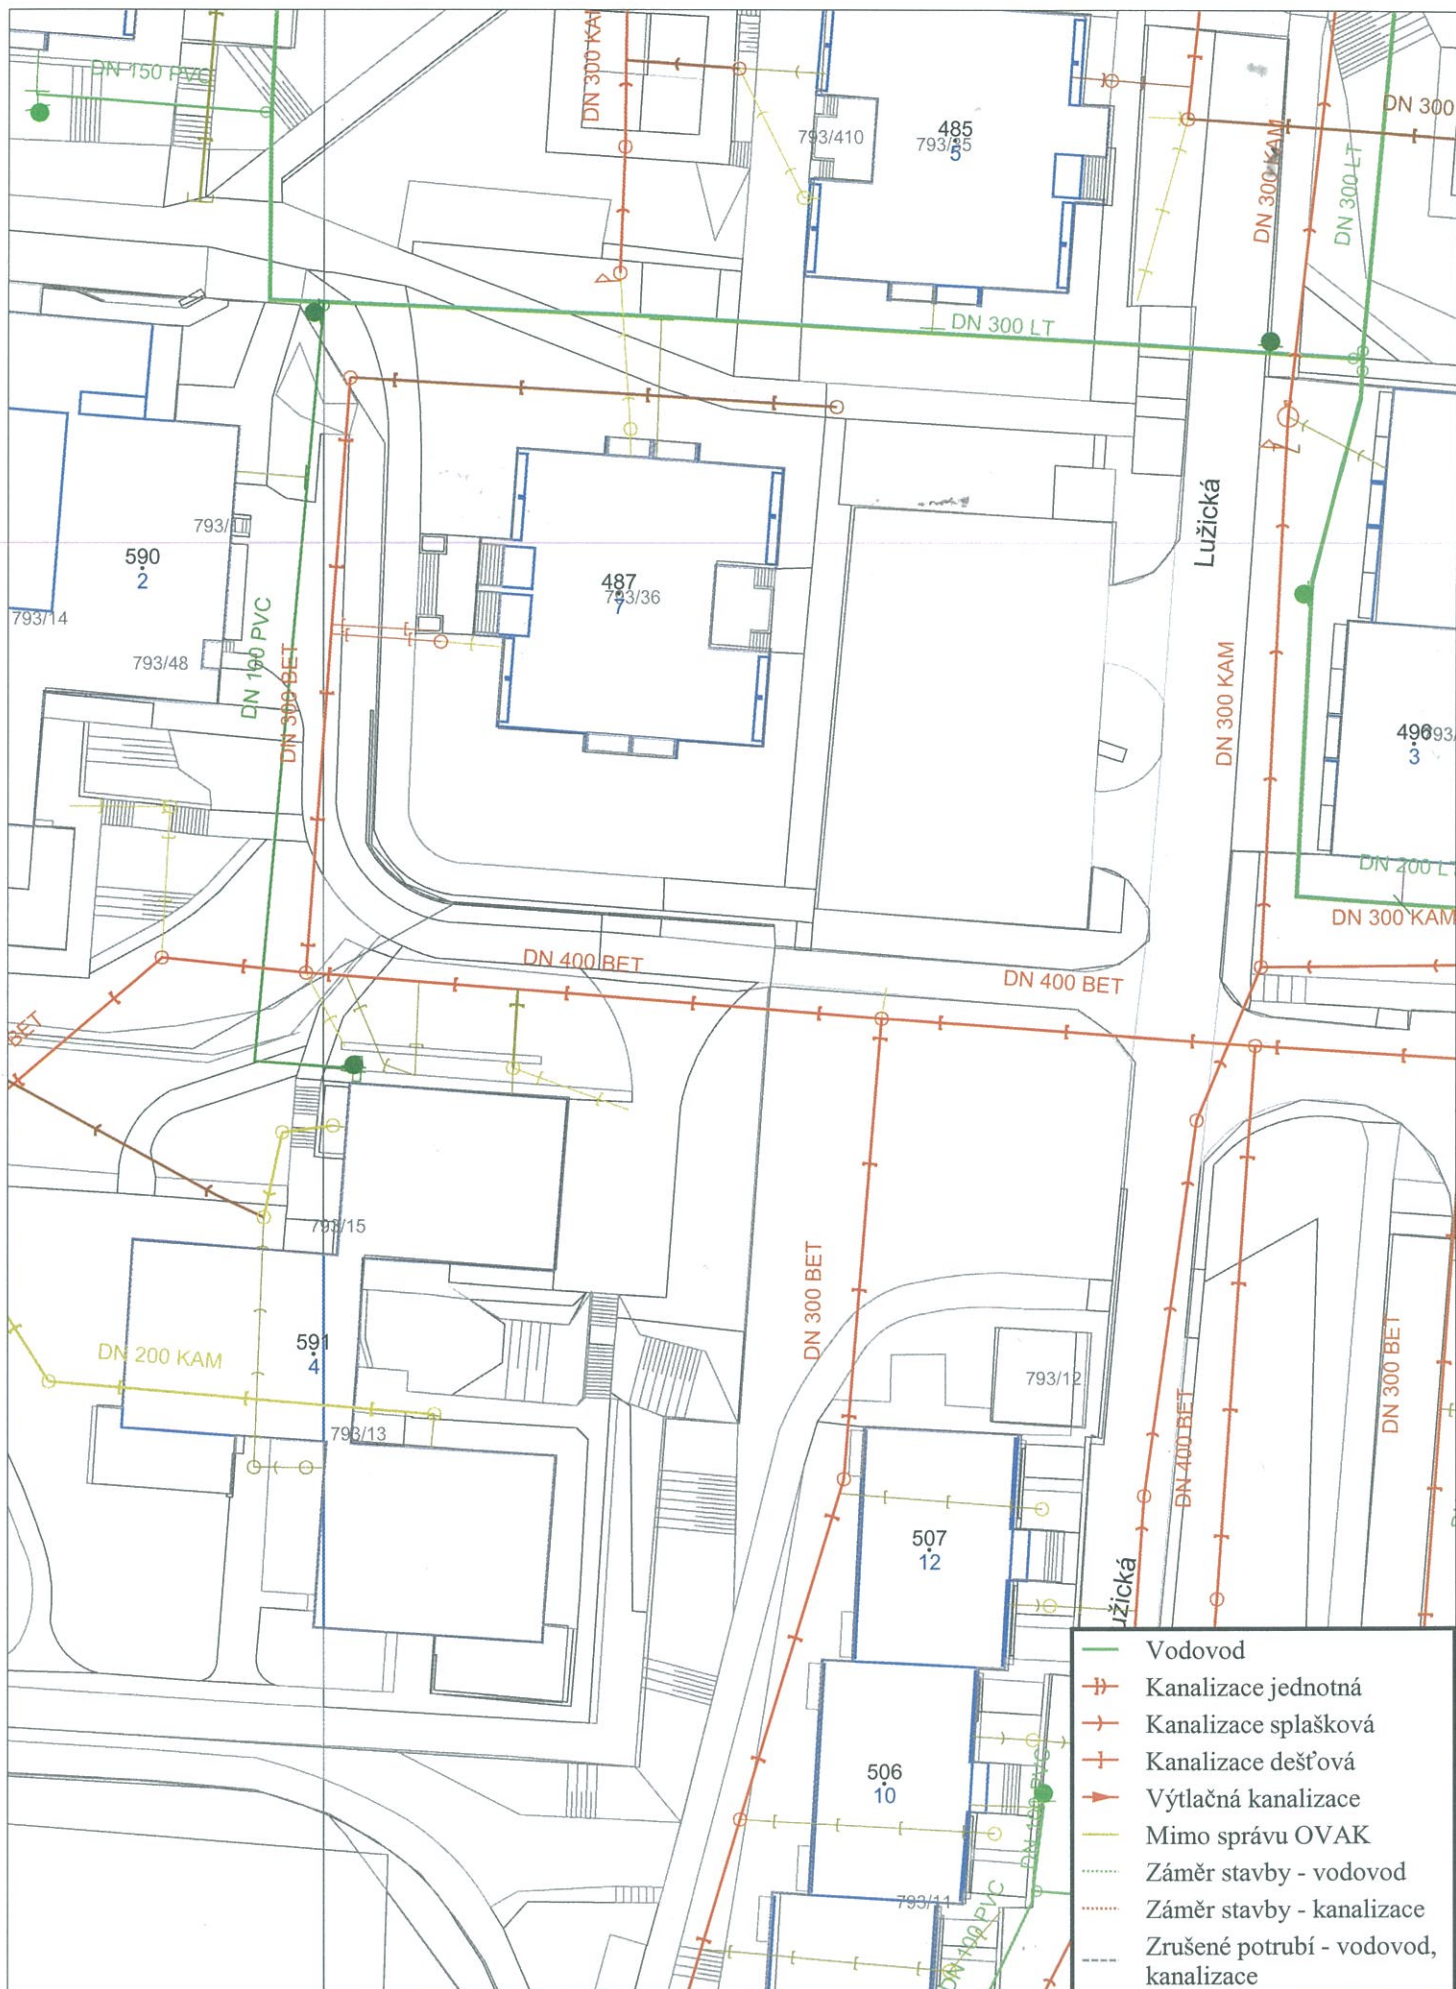 DN 150 PVC
DN 300 KA
793/410
485
793/35
5
DN 300 KAM
DN 300 LT
DN 300
DN 300 LT
Lužická
793/
590
2
487
793/36
7
793/14
793/48
DN 100 PVC
DN 300 BET
DN 300 KAM
496
793/
3
DN 200 LT
DN 300 KAM
DN 400 BET
DN 400 BET
BET
793/15
DN 300 BET
591
4
DN 200 KAM
793/12
DN 300 BET
DN 400 BET
793/13
507
12
užická
506
10
DN 100 PVC
793/11
DN 100 PVC
Vodovod
Kanalizace jednotná
Kanalizace splašková
Kanalizace dešťová
Výtlačná kanalizace
Mimo správu OVAK
Záměr stavby - vodovod
Záměr stavby - kanalizace
Zrušené potrubí - vodovod,
kanalizace